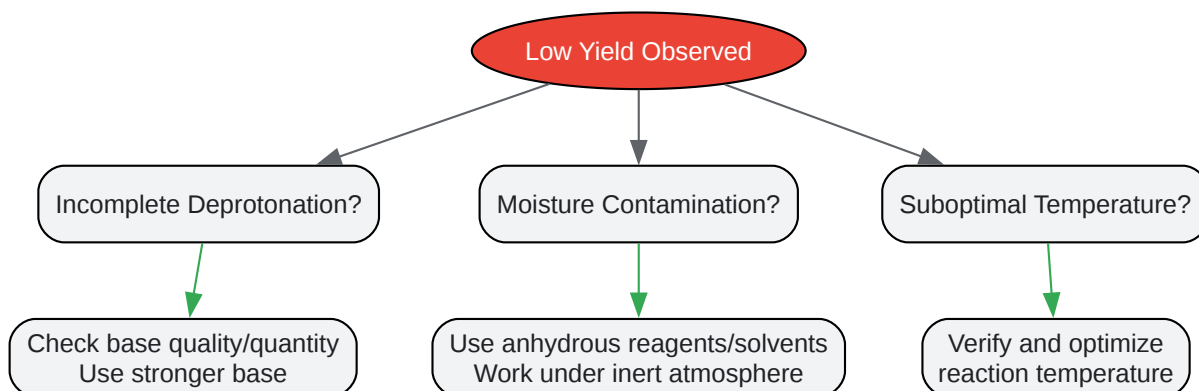 Low Yield Observed
Incomplete Deprotonation?
Moisture Contamination?
Suboptimal Temperature?
Check base quality/quantity
Use stronger base
Use anhydrous reagents/solvents
Work under inert atmosphere
Verify and optimize
reaction temperature